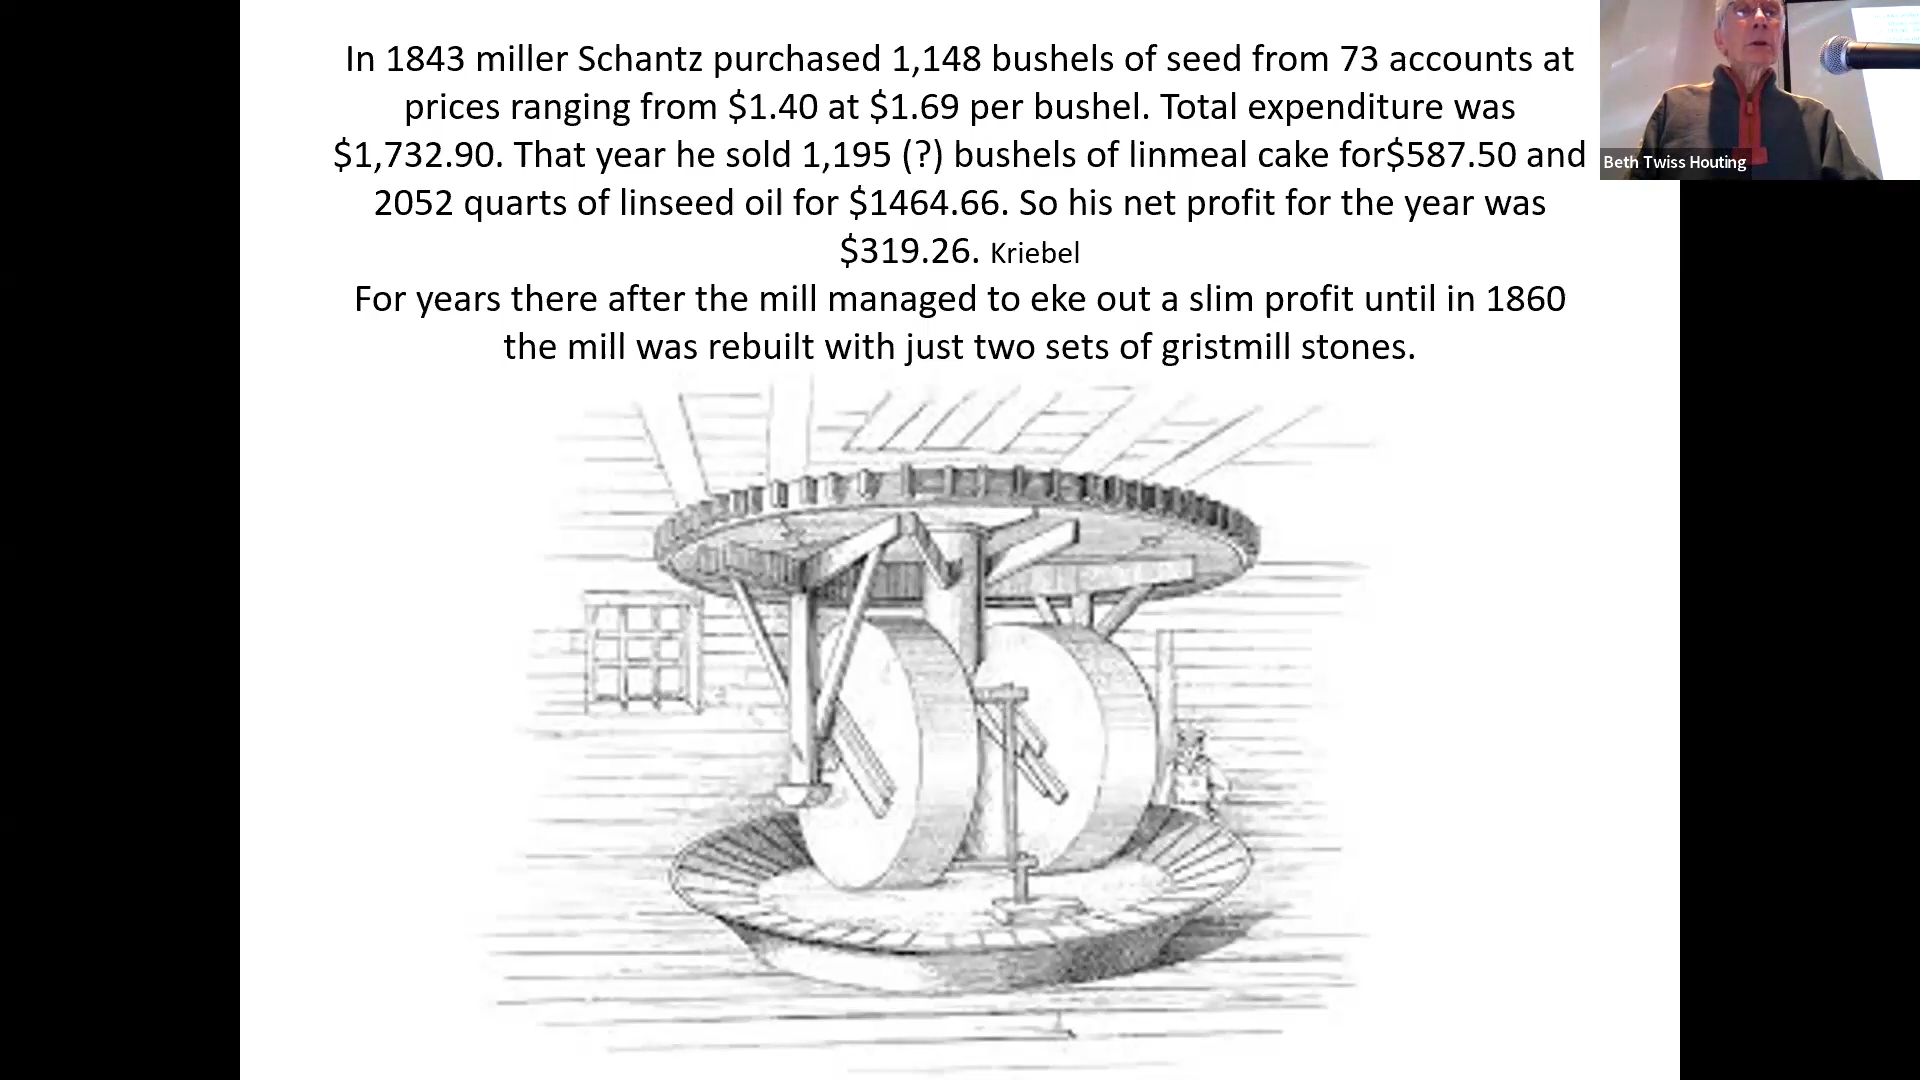 In 1843 miller Schantz purchased 1,148 bushels of seed from 73 accounts at
prices ranging from $1.40 at $1.69 per bushel. Total expenditure was
$1,732.90. That year he sold 1,195 (?) bushels of linmeal cake for$587.50 and
2052 quarts of linseed oil for $1464.66. So his net profit for the year was
$319.26. Kriebel
For years there after the mill managed to eke out a slim profit until in 1860
the mill was rebuilt with just two sets of gristmill stones.
Beth Twiss Houting